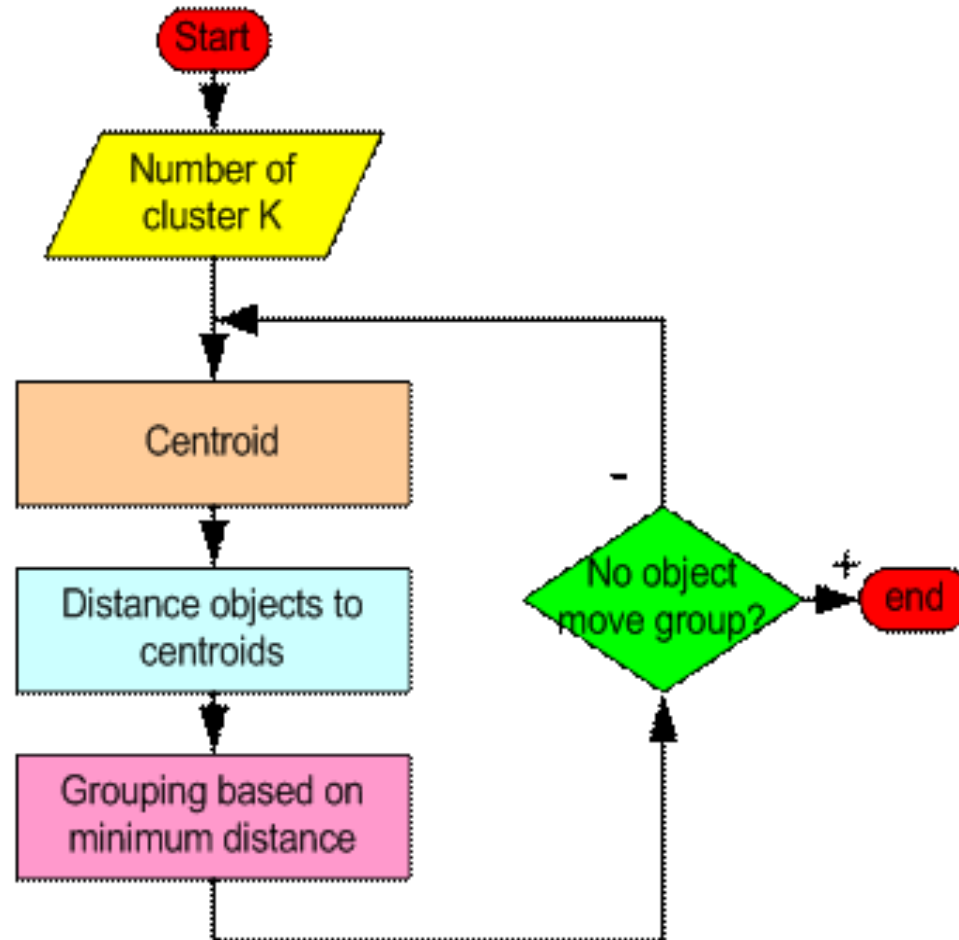 Start
Number of
cluster K
Centroid
Distance objects to
centroids
Grouping based on
minimum distance
-
No object
move group?
+
end